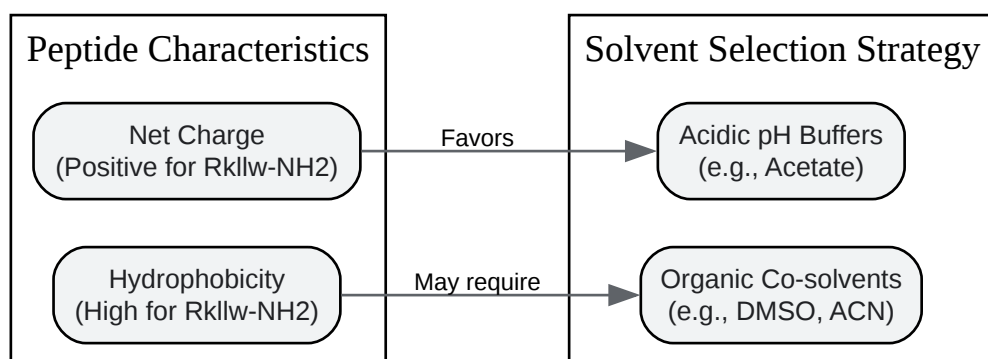 Peptide Characteristics
Solvent Selection Strategy
Net Charge
(Positive for Rkllw-NH2)
Favors
Acidic pH Buffers
(e.g., Acetate)
Hydrophobicity
(High for Rkllw-NH2)
May require
Organic Co-solvents
(e.g., DMSO, ACN)